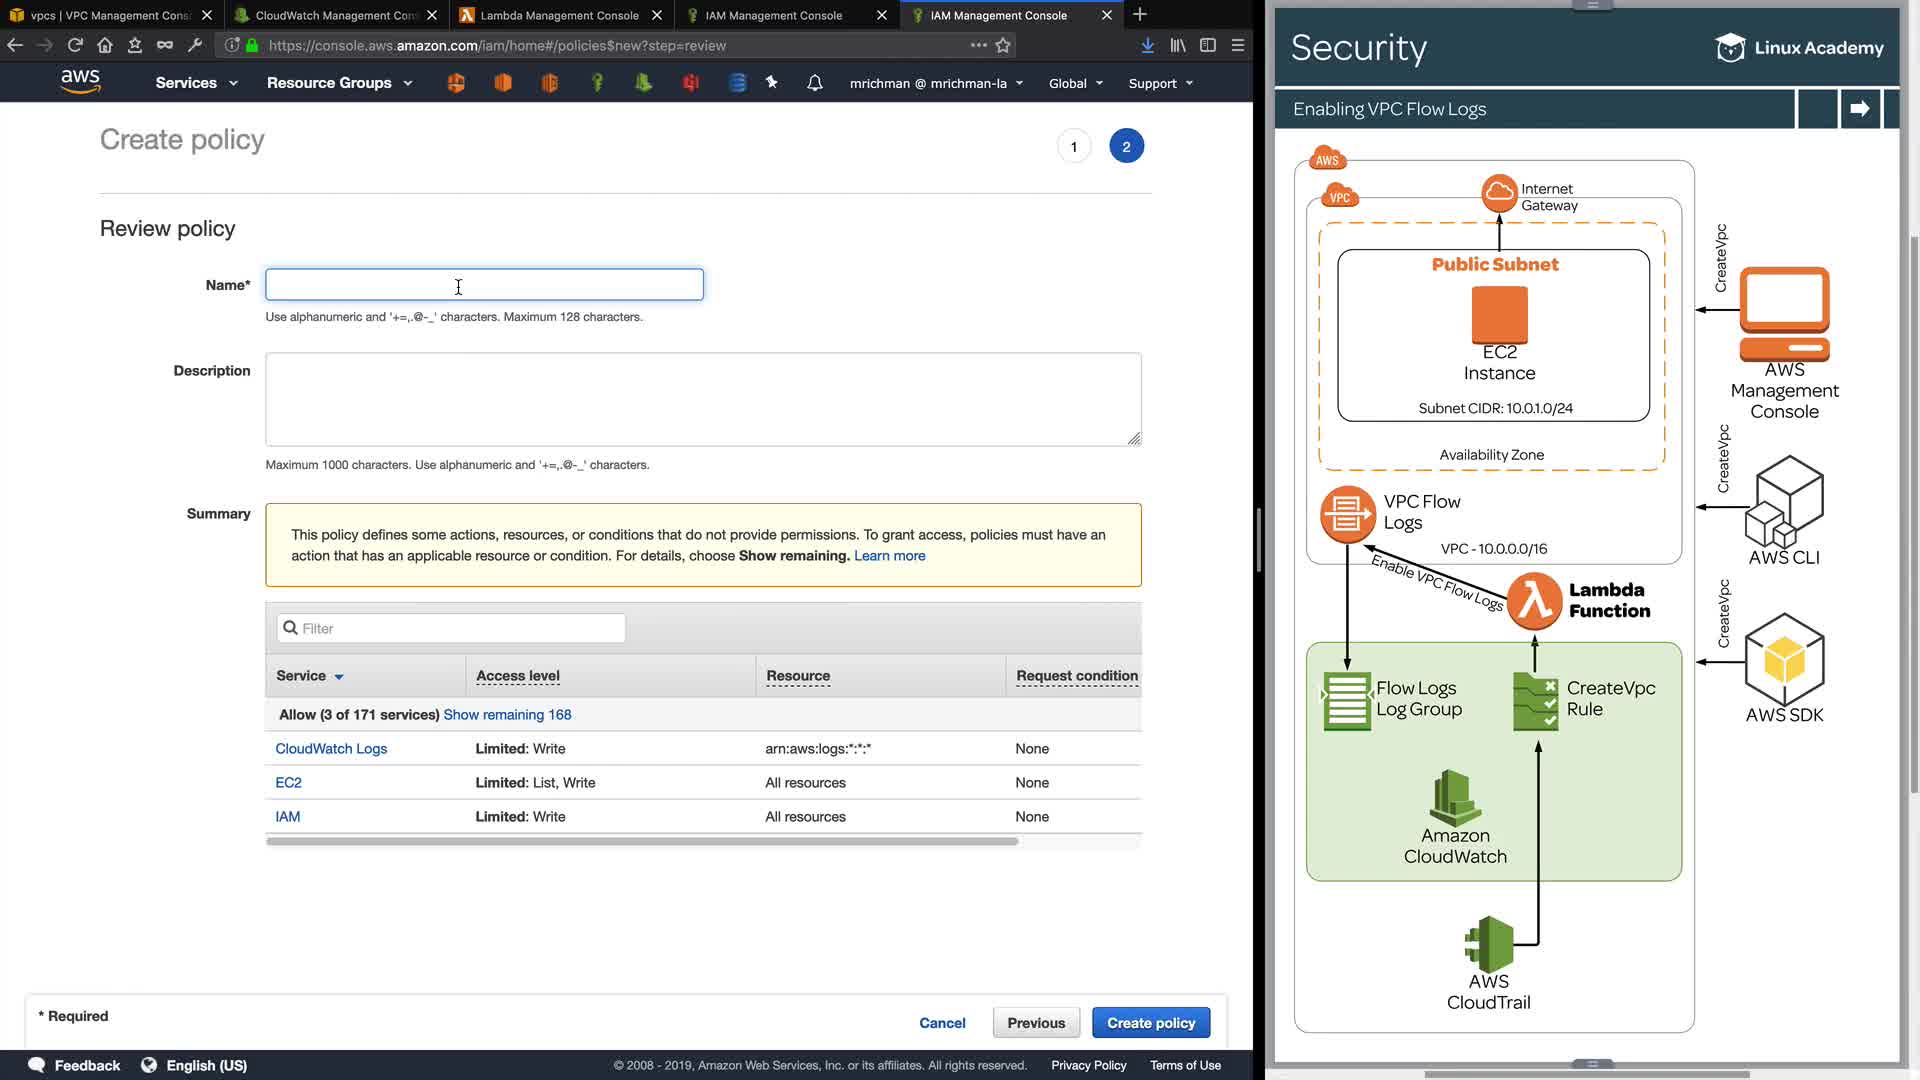 vpcs | VPC Management Cons
CloudWatch Management Con
Lambda Management Console
IAM Management Console
IAM Management Console
https://console.aws.amazon.com/iam/home#/policies$new?step=review
aws
Services
Resource Groups
mrichman @ mrichman-la
Global
Support
Create policy
1
2
Review policy
Name*
Use alphanumeric and '+=,.@-_' characters. Maximum 128 characters.
Description
Maximum 1000 characters. Use alphanumeric and '+=,.@-_' characters.
Summary
This policy defines some actions, resources, or conditions that do not provide permissions. To grant access, policies must have an
action that has an applicable resource or condition. For details, choose Show remaining. Learn more
Filter
Service
Access level
Resource
Request condition
Allow (3 of 171 services) Show remaining 168
CloudWatch Logs
Limited: Write
arn:aws:logs:*:*:*
None
EC2
Limited: List, Write
All resources
None
IAM
Limited: Write
All resources
None
* Required
Cancel
Previous
Create policy
Feedback
English (US)
© 2008 - 2019, Amazon Web Services, Inc. or its affiliates. All rights reserved.
Privacy Policy
Terms of Use
Security
Linux Academy
Enabling VPC Flow Logs
AWS
VPC
Internet
Gateway
Public Subnet
EC2
Instance
Subnet CIDR: 10.0.1.0/24
Availability Zone
VPC Flow
Logs
VPC - 10.0.0.0/16
Enable VPC Flow Logs
Lambda
Function
Flow Logs
Log Group
CreateVpc
Rule
Amazon
CloudWatch
AWS
CloudTrail
CreateVpc
AWS
Management
Console
CreateVpc
AWS CLI
CreateVpc
AWS SDK